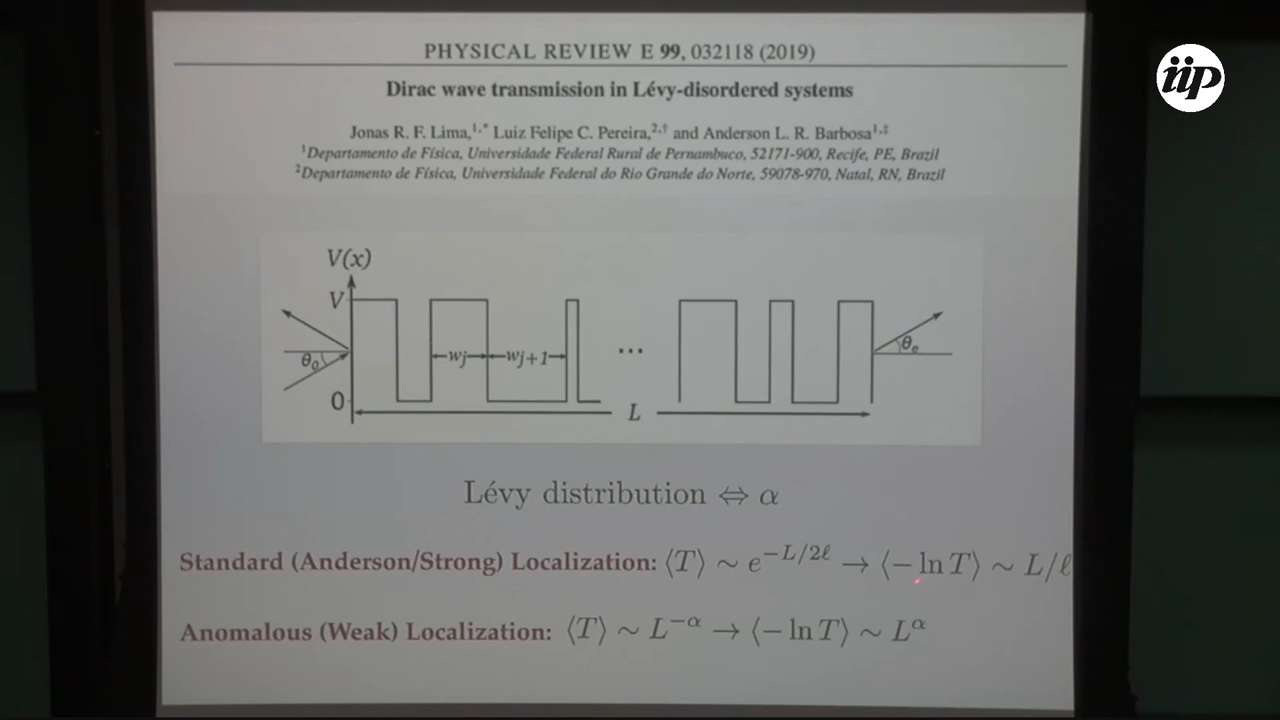 iip
PHYSICAL REVIEW E 99, 032118 (2019)
Dirac wave transmission in Lévy-disordered systems
Jonas R. F. Lima,1,* Luiz Felipe C. Pereira,2,† and Anderson L. R. Barbosa1,‡
1Departamento de Física, Universidade Federal Rural de Pernambuco, 52171-900, Recife, PE, Brazil
2Departamento de Física, Universidade Federal do Rio Grande do Norte, 59078-970, Natal, RN, Brazil
V(x)
V
θo
wj
wj+1
...
θe
0
L
Lévy distribution ⇔ α
Standard (Anderson/Strong) Localization: ⟨T⟩ ∼ e^{−L/2ℓ} → ⟨− ln T⟩ ∼ L/ℓ
Anomalous (Weak) Localization: ⟨T⟩ ∼ L^{−α} → ⟨− ln T⟩ ∼ L^α